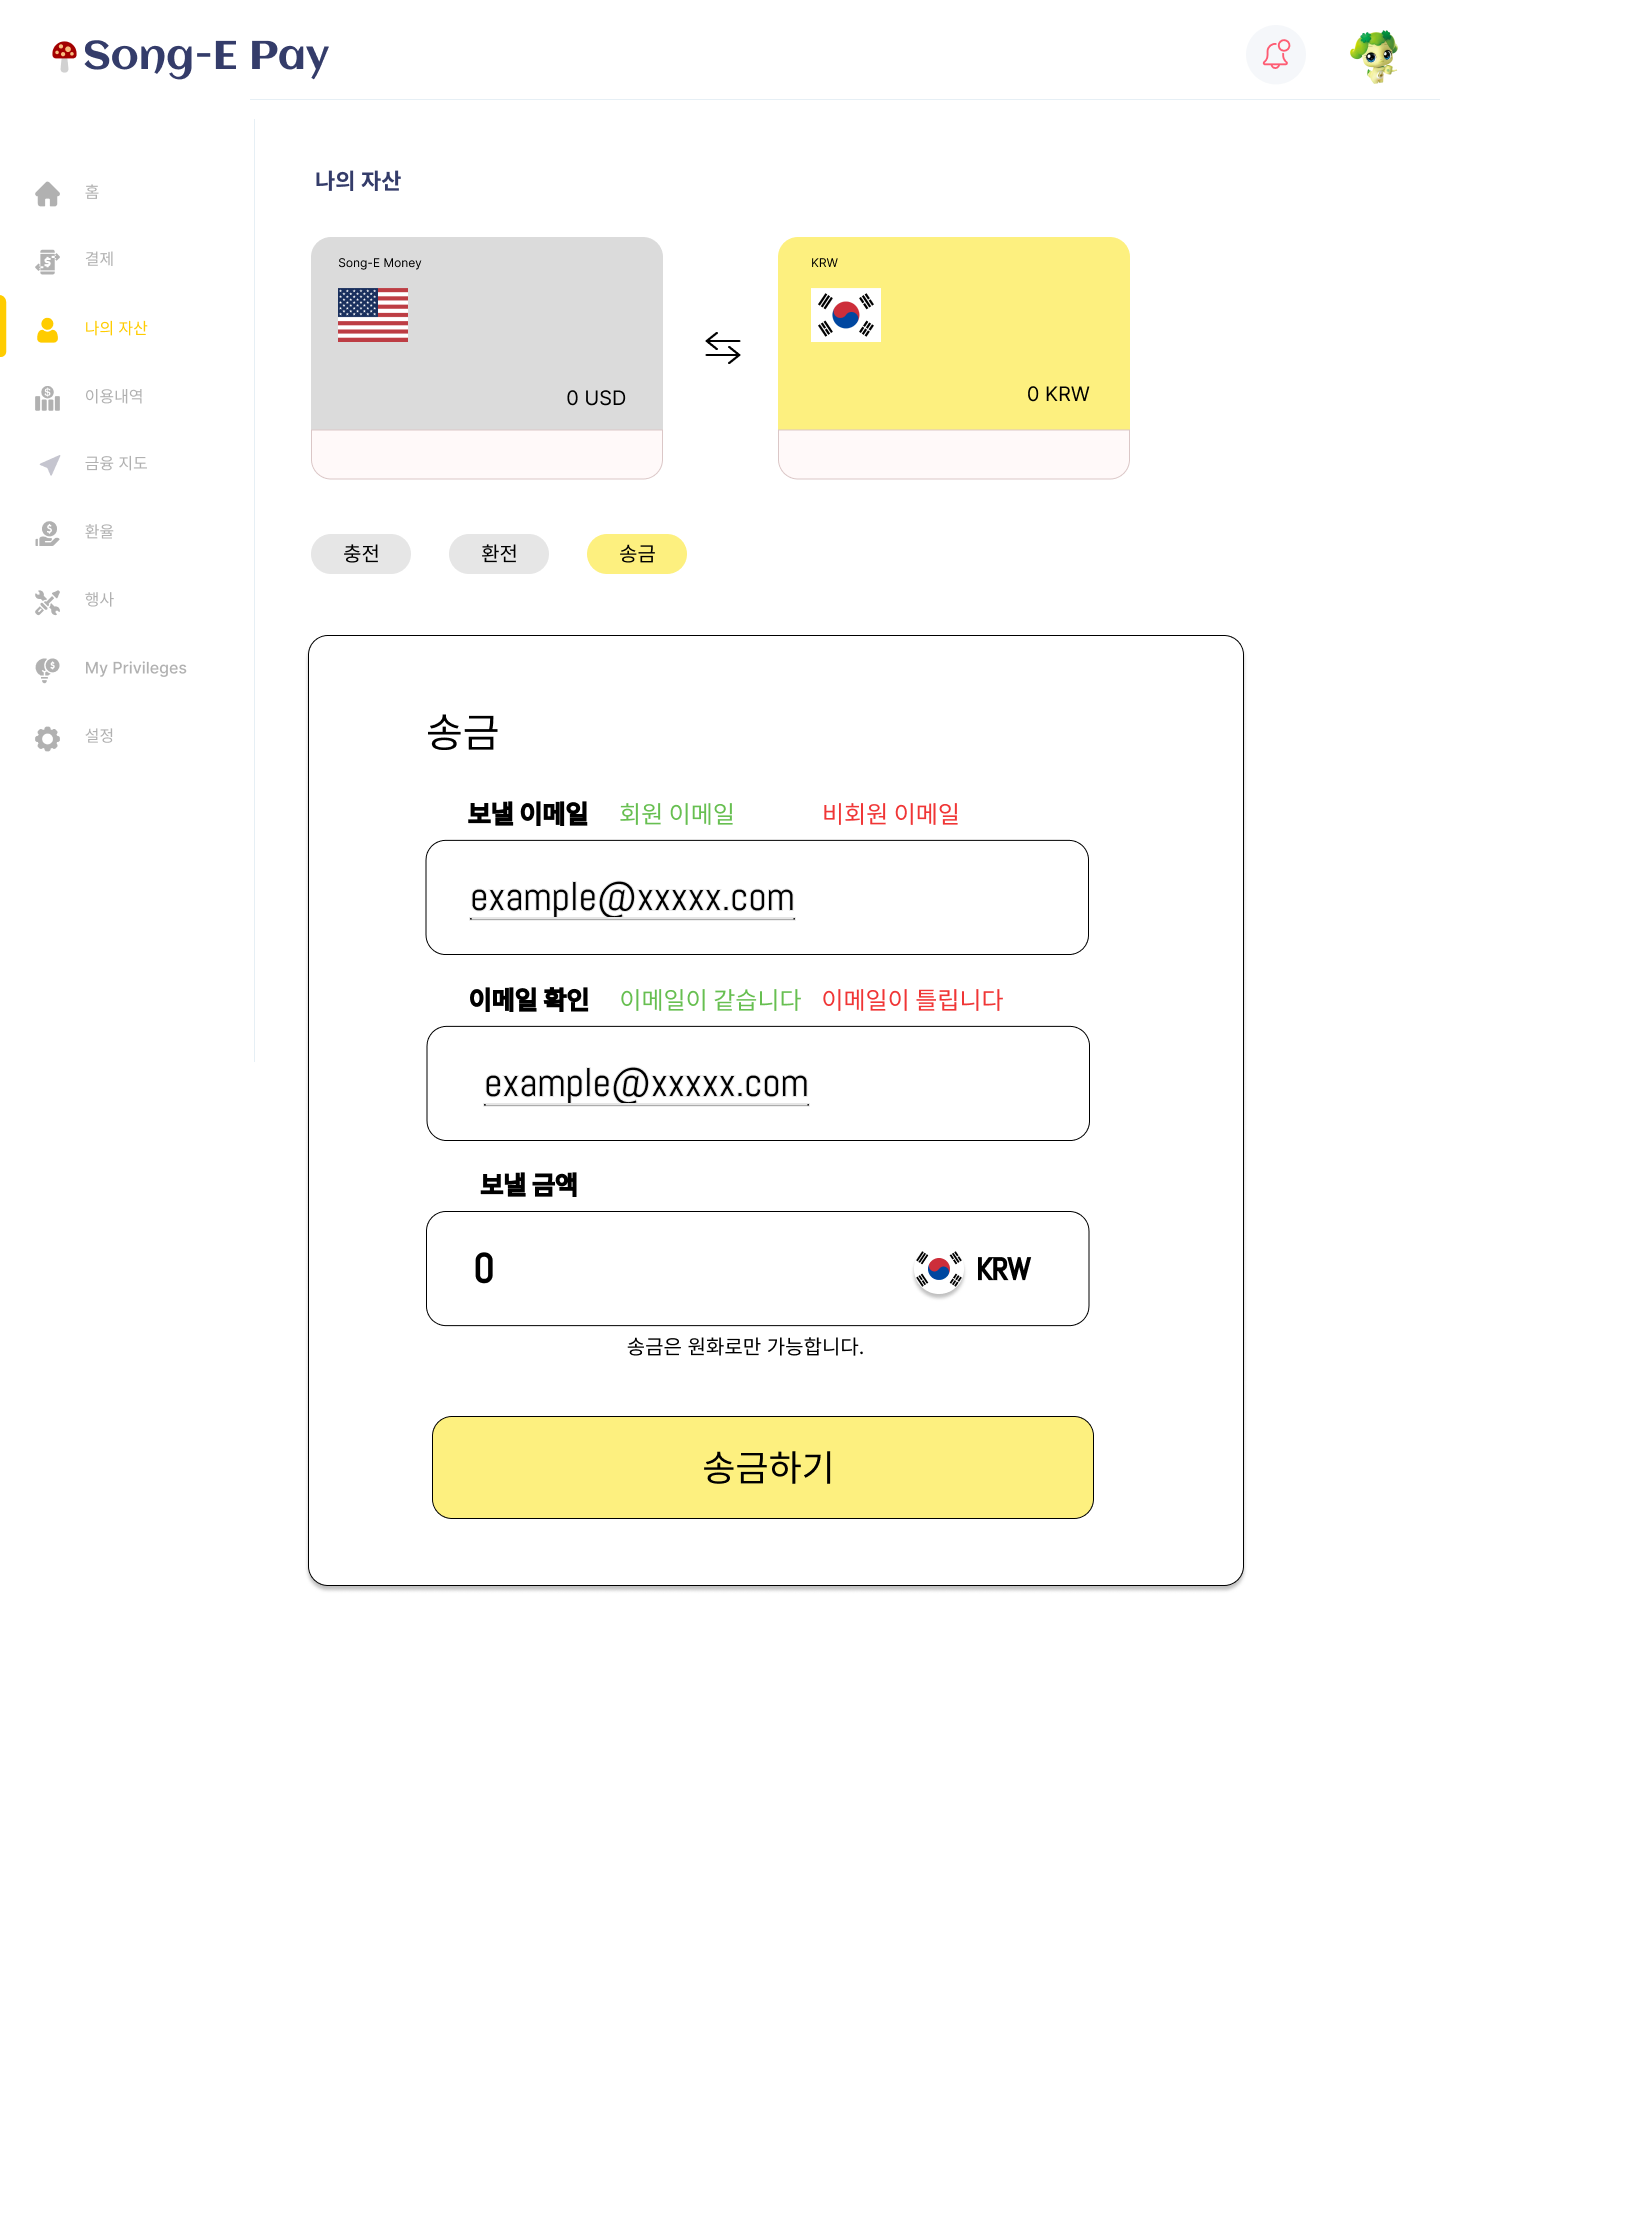 Song-E Pay
홈
결제
나의 자산
이용내역
금융 지도
환율
행사
My Privileges
설정
나의 자산
Song-E Money
0 USD
KRW
0 KRW
충전 환전 송금
송금
보낼 이메일 회원 이메일 비회원 이메일
example@xxxxx.com
이메일 확인 이메일이 같습니다 이메일이 틀립니다
example@xxxxx.com
보낼 금액
0 KRW
송금은 원화로만 가능합니다.
송금하기